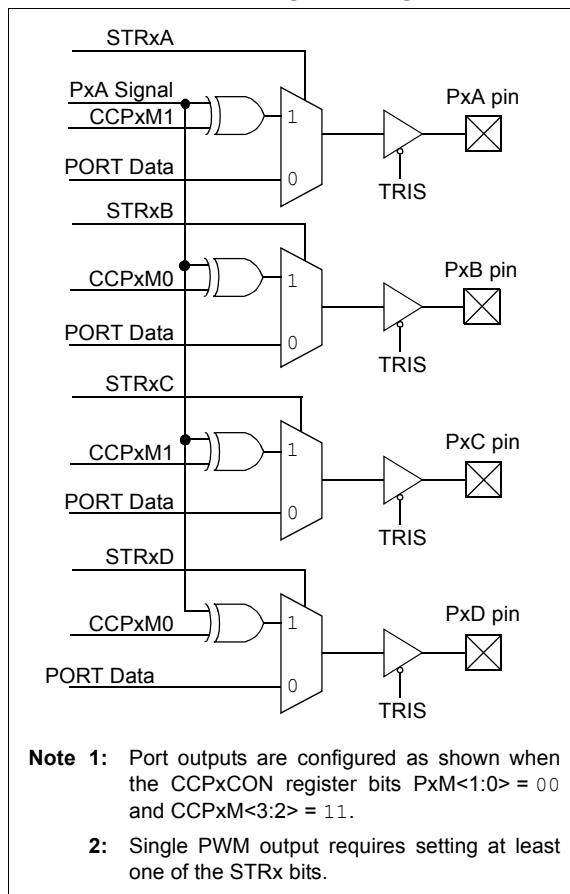 STRxA
PxA Signal
CCPxM1
1
PORT Data
0
PxA pin
TRIS
STRxB
CCPxM0
1
PORT Data
0
PxB pin
TRIS
STRxC
CCPxM1
1
PORT Data
0
PxC pin
TRIS
STRxD
CCPxM0
1
PORT Data
0
PxD pin
TRIS
Note 1: Port outputs are configured as shown when
the CCPxCON register bits PxM<1:0> = 00
and CCPxM<3:2> = 11.
2: Single PWM output requires setting at least
one of the STRx bits.